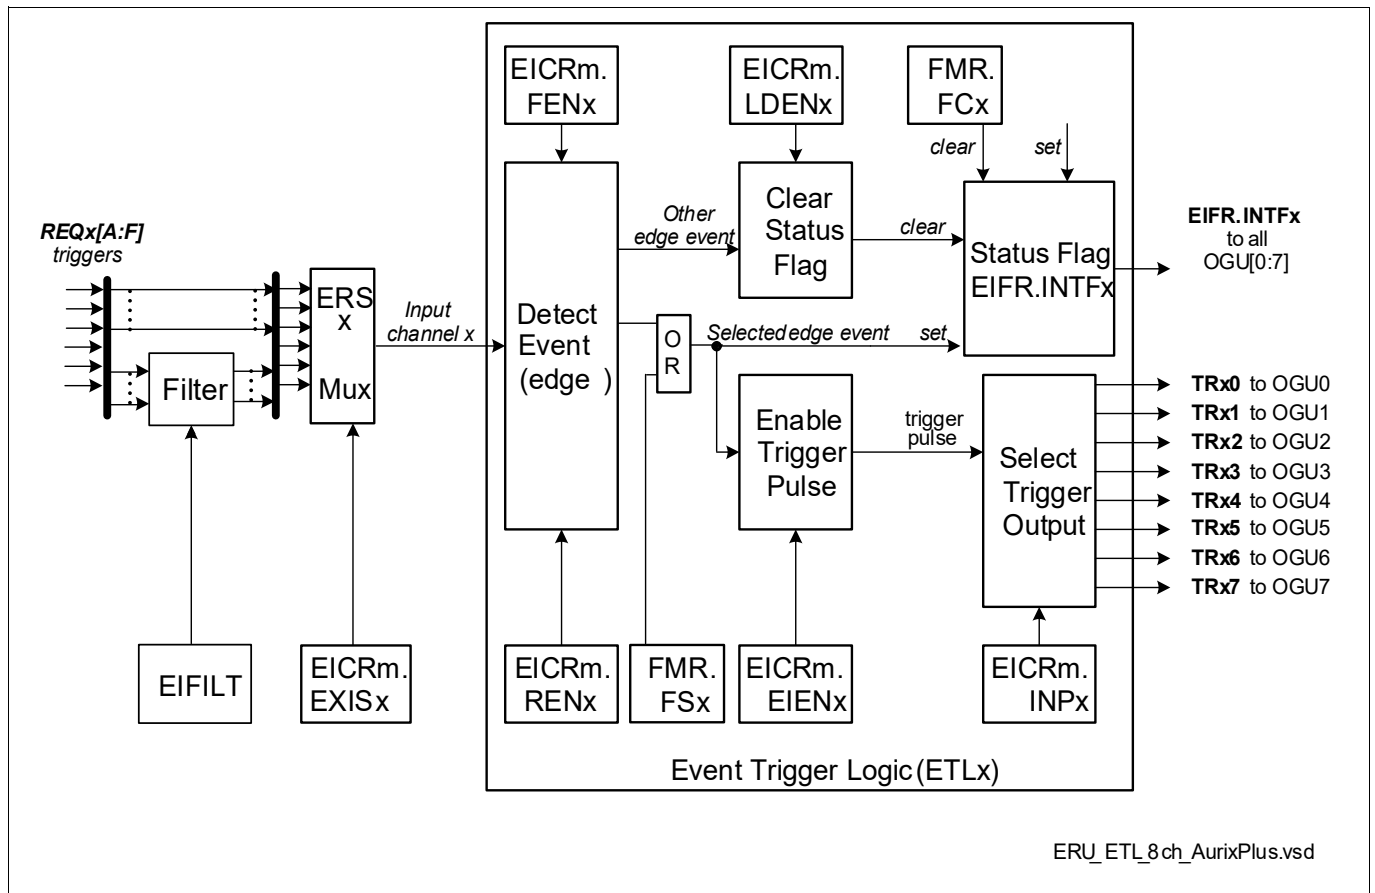 EICRm.
FENx
EICRm.
LDENx
FMR.
FCx
clear
set
REQx[A:F]
triggers
Filter
ERS
x
Mux
Input
channel x
Detect
Event
(edge )
Other
edge event
Clear
Status
Flag
clear
Status Flag
EIFR.INTFx
EIFR.INTFx
to all
OGU[0:7]
O
R
Selected edge event
set
Enable
Trigger
Pulse
trigger
pulse
Select
Trigger
Output
TRx0 to OGU0
TRx1 to OGU1
TRx2 to OGU2
TRx3 to OGU3
TRx4 to OGU4
TRx5 to OGU5
TRx6 to OGU6
TRx7 to OGU7
EIFILT
EICRm.
EXISx
EICRm.
RENx
FMR.
FSx
EICRm.
EIENx
EICRm.
INPx
Event Trigger Logic (ETLx)
ERU_ETL_8ch_AurixPlus.vsd